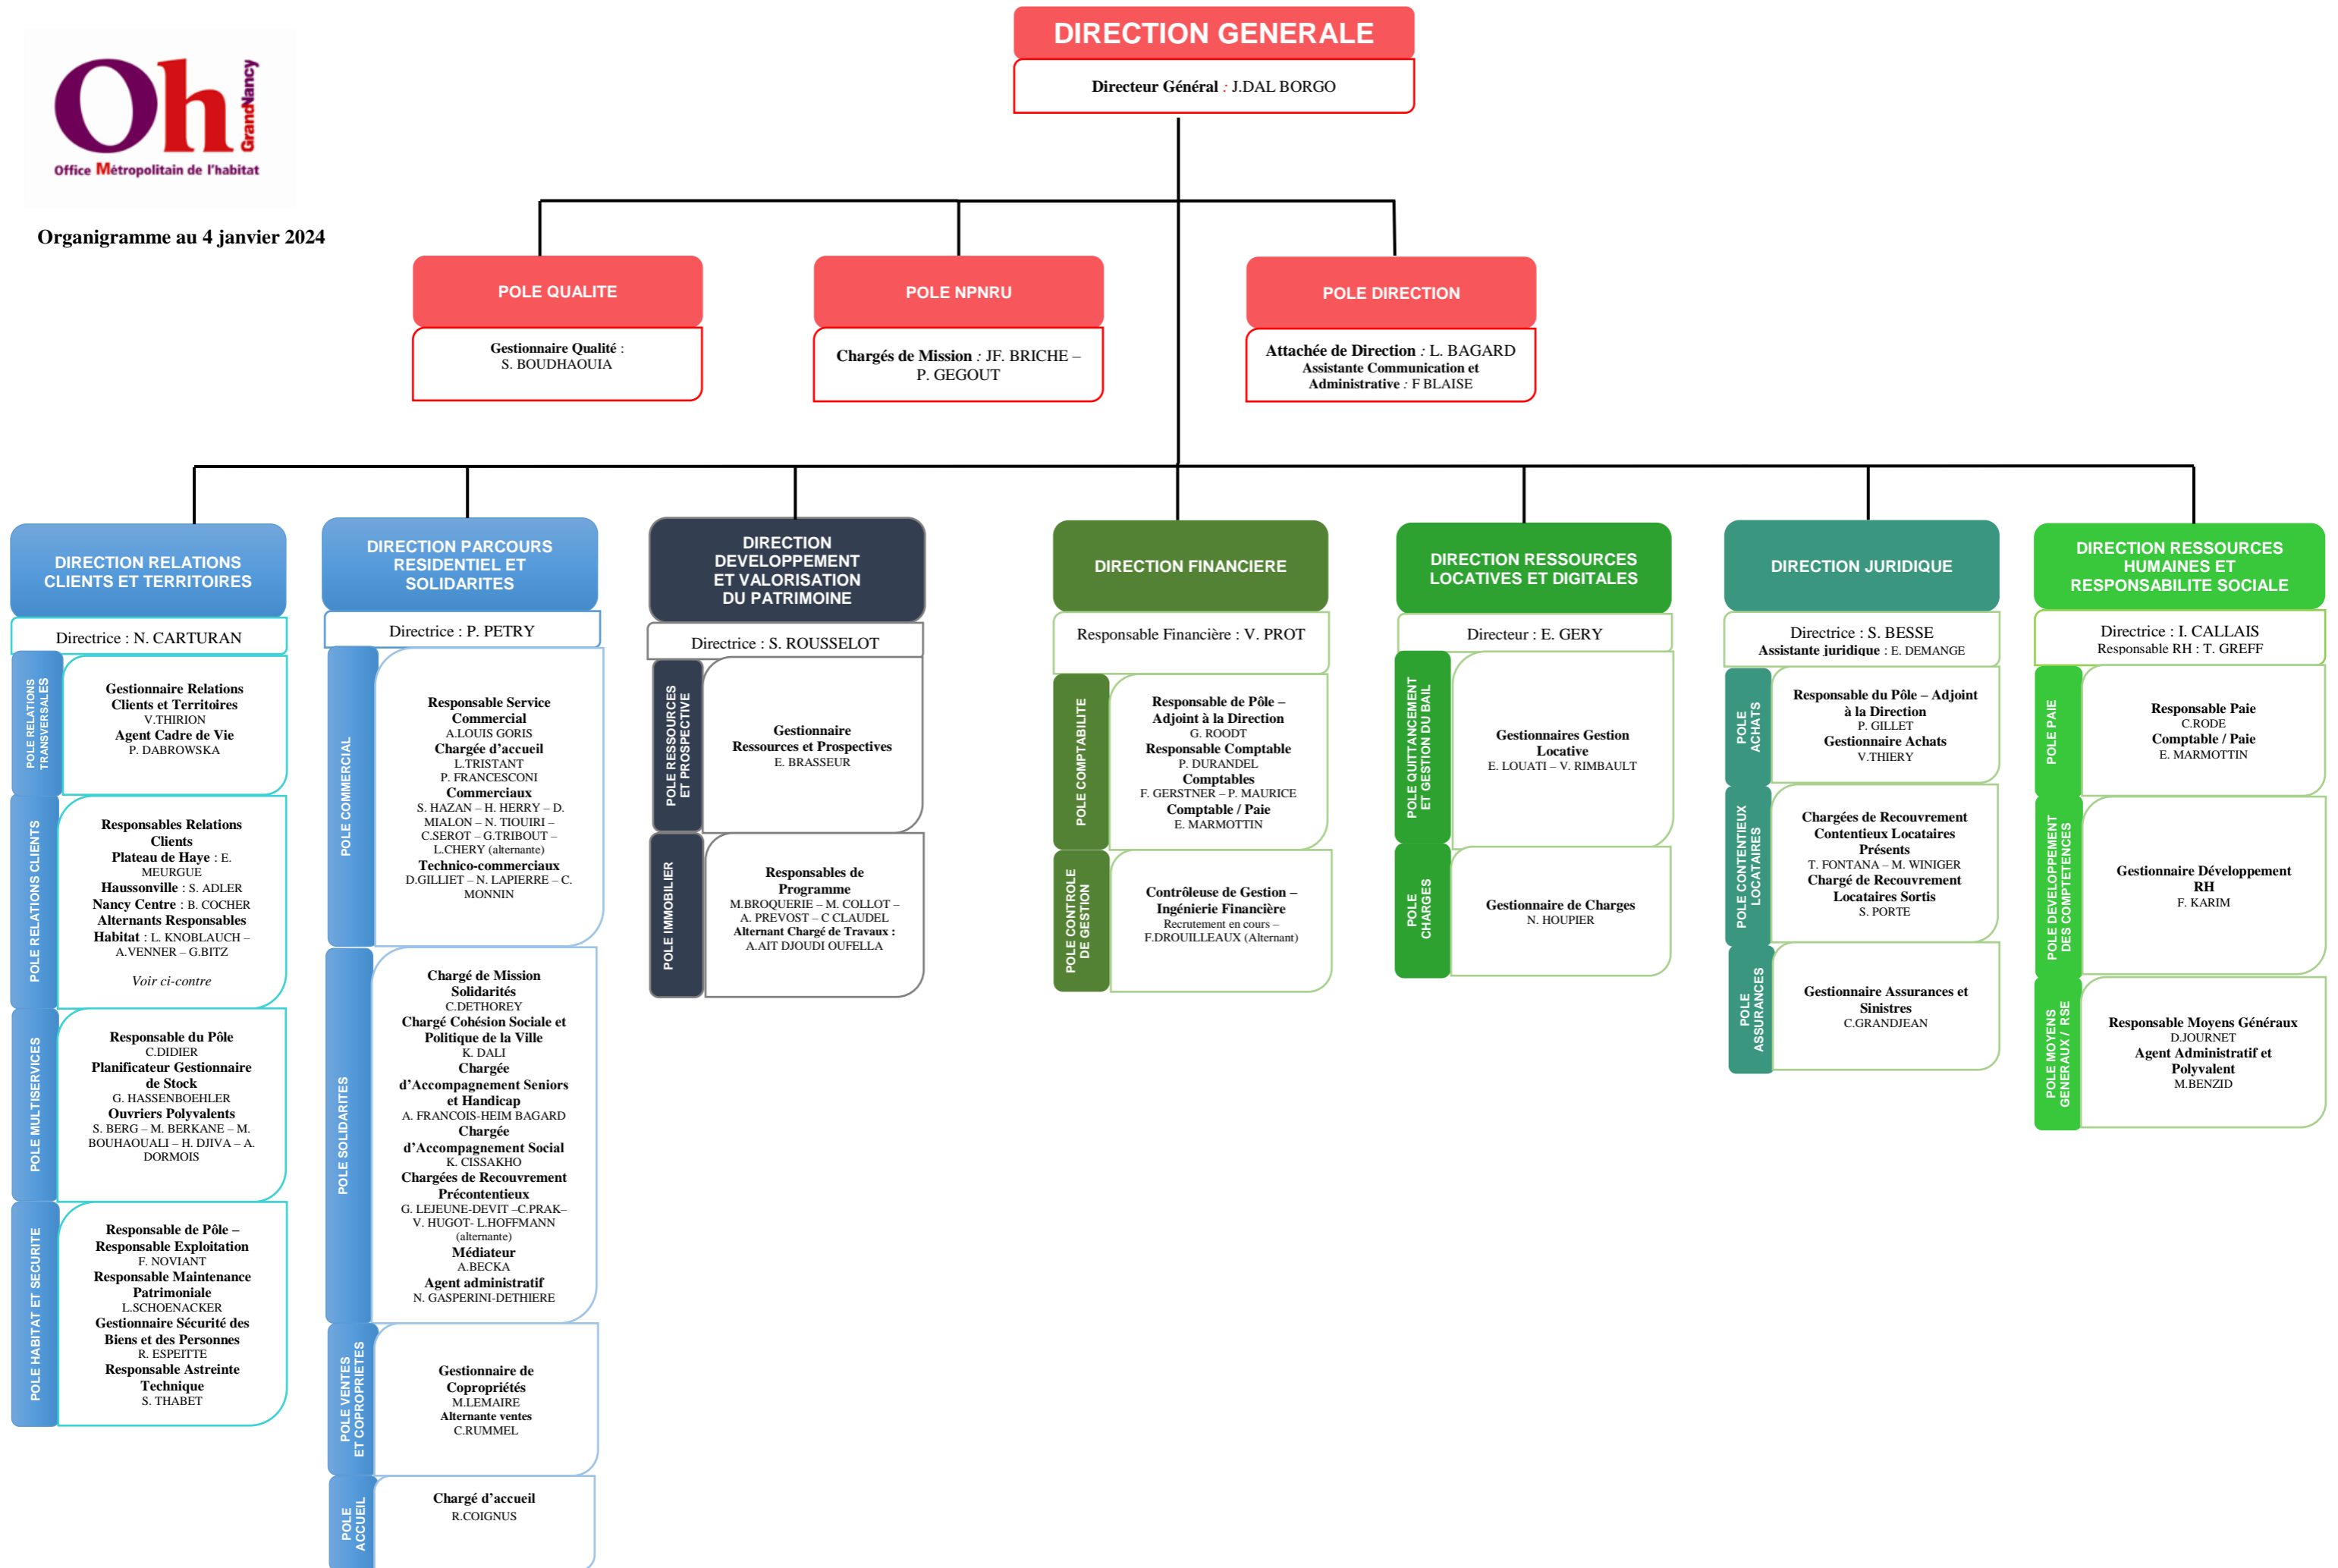 Oh
GrandNancy
Office Métropolitain de l'habitat
Organigramme au 4 janvier 2024
DIRECTION GENERALE
Directeur Général : J.DAL BORGO
POLE QUALITE
Gestionnaire Qualité :
S. BOUDHAOUIA
POLE NPNRU
Chargés de Mission : JF. BRICHE –
P. GEGOUT
POLE DIRECTION
Attachée de Direction : L. BAGARD
Assistante Communication et
Administrative : F BLAISE
DIRECTION RELATIONS
CLIENTS ET TERRITOIRES
Directrice : N. CARTURAN
POLE RELATIONS
TRANSVERSALES
Gestionnaire Relations
Clients et Territoires
V.THIRION
Agent Cadre de Vie
P. DABROWSKA
POLE RELATIONS CLIENTS
Responsables Relations
Clients
Plateau de Haye : E.
MEURGUE
Haussonville : S. ADLER
Nancy Centre : B. COCHER
Alternants Responsables
Habitat : L. KNOBLAUCH –
A.VENNER – G.BITZ
Voir ci-contre
POLE MULTISERVICES
Responsable du Pôle
C.DIDIER
Planificateur Gestionnaire
de Stock
G. HASSENBOEHLER
Ouvriers Polyvalents
S. BERG – M. BERKANE – M.
BOUHAOUALI – H. DJIVA – A.
DORMOIS
POLE HABITAT ET SECURITE
Responsable de Pôle –
Responsable Exploitation
F. NOVIANT
Responsable Maintenance
Patrimoniale
L.SCHOENACKER
Gestionnaire Sécurité des
Biens et des Personnes
R. ESPEITTE
Responsable Astreinte
Technique
S. THABET
DIRECTION PARCOURS
RESIDENTIEL ET
SOLIDARITES
Directrice : P. PETRY
POLE COMMERCIAL
Responsable Service
Commercial
A.LOUIS GORIS
Chargée d'accueil
L.TRISTANT
P. FRANCESCONI
Commerciaux
S. HAZAN – H. HERRY – D.
MIALON – N. TIOUIRI –
C.SEROT – G.TRIBOUT –
L.CHERY (alternante)
Technico-commerciaux
D.GILLIET – N. LAPIERRE – C.
MONNIN
POLE SOLIDARITES
Chargé de Mission
Solidarités
C.DETHOREY
Chargé Cohésion Sociale et
Politique de la Ville
K. DALI
Chargée
d'Accompagnement Seniors
et Handicap
A. FRANCOIS-HEIM BAGARD
Chargée
d'Accompagnement Social
K. CISSAKHO
Chargées de Recouvrement
Précontentieux
G. LEJEUNE-DEVIT –C.PRAK–
V. HUGOT- L.HOFFMANN
(alternante)
Médiateur
A.BECKA
Agent administratif
N. GASPERINI-DETHIERE
POLE VENTES
ET COPROPRIETES
Gestionnaire de
Copropriétés
M.LEMAIRE
Alternante ventes
C.RUMMEL
POLE
ACCUEIL
Chargé d'accueil
R.COIGNUS
DIRECTION
DEVELOPPEMENT
ET VALORISATION
DU PATRIMOINE
Directrice : S. ROUSSELOT
POLE RESSOURCES
ET PROSPECTIVE
Gestionnaire
Ressources et Prospectives
E. BRASSEUR
POLE IMMOBILIER
Responsables de
Programme
M.BROQUERIE – M. COLLOT –
A. PREVOST – C CLAUDEL
Alternant Chargé de Travaux :
A.AIT DJOUDI OUFELLA
DIRECTION FINANCIERE
Responsable Financière : V. PROT
POLE COMPTABILITE
Responsable de Pôle –
Adjoint à la Direction
G. ROODT
Responsable Comptable
P. DURANDEL
Comptables
F. GERSTNER – P. MAURICE
Comptable / Paie
E. MARMOTTIN
POLE CONTROLE
DE GESTION
Contrôleuse de Gestion –
Ingénierie Financière
Recrutement en cours –
F.DROUILLEAUX (Alternant)
DIRECTION RESSOURCES
LOCATIVES ET DIGITALES
Directeur : E. GERY
POLE QUITTANCEMENT
ET GESTION DU BAIL
Gestionnaires Gestion
Locative
E. LOUATI – V. RIMBAULT
POLE
CHARGES
Gestionnaire de Charges
N. HOUPIER
DIRECTION JURIDIQUE
Directrice : S. BESSE
Assistante juridique : E. DEMANGE
POLE
ACHATS
Responsable du Pôle – Adjoint
à la Direction
P. GILLET
Gestionnaire Achats
V.THIERY
POLE CONTENTIEUX
LOCATAIRES
Chargées de Recouvrement
Contentieux Locataires
Présents
T. FONTANA – M. WINIGER
Chargé de Recouvrement
Locataires Sortis
S. PORTE
POLE
ASSURANCES
Gestionnaire Assurances et
Sinistres
C.GRANDJEAN
DIRECTION RESSOURCES
HUMAINES ET
RESPONSABILITE SOCIALE
Directrice : I. CALLAIS
Responsable RH : T. GREFF
POLE PAIE
Responsable Paie
C.RODE
Comptable / Paie
E. MARMOTTIN
POLE DEVELOPPEMENT
DES COMPTETENCES
Gestionnaire Développement
RH
F. KARIM
POLE MOYENS
GENERAUX / RSE
Responsable Moyens Généraux
D.JOURNET
Agent Administratif et
Polyvalent
M.BENZID